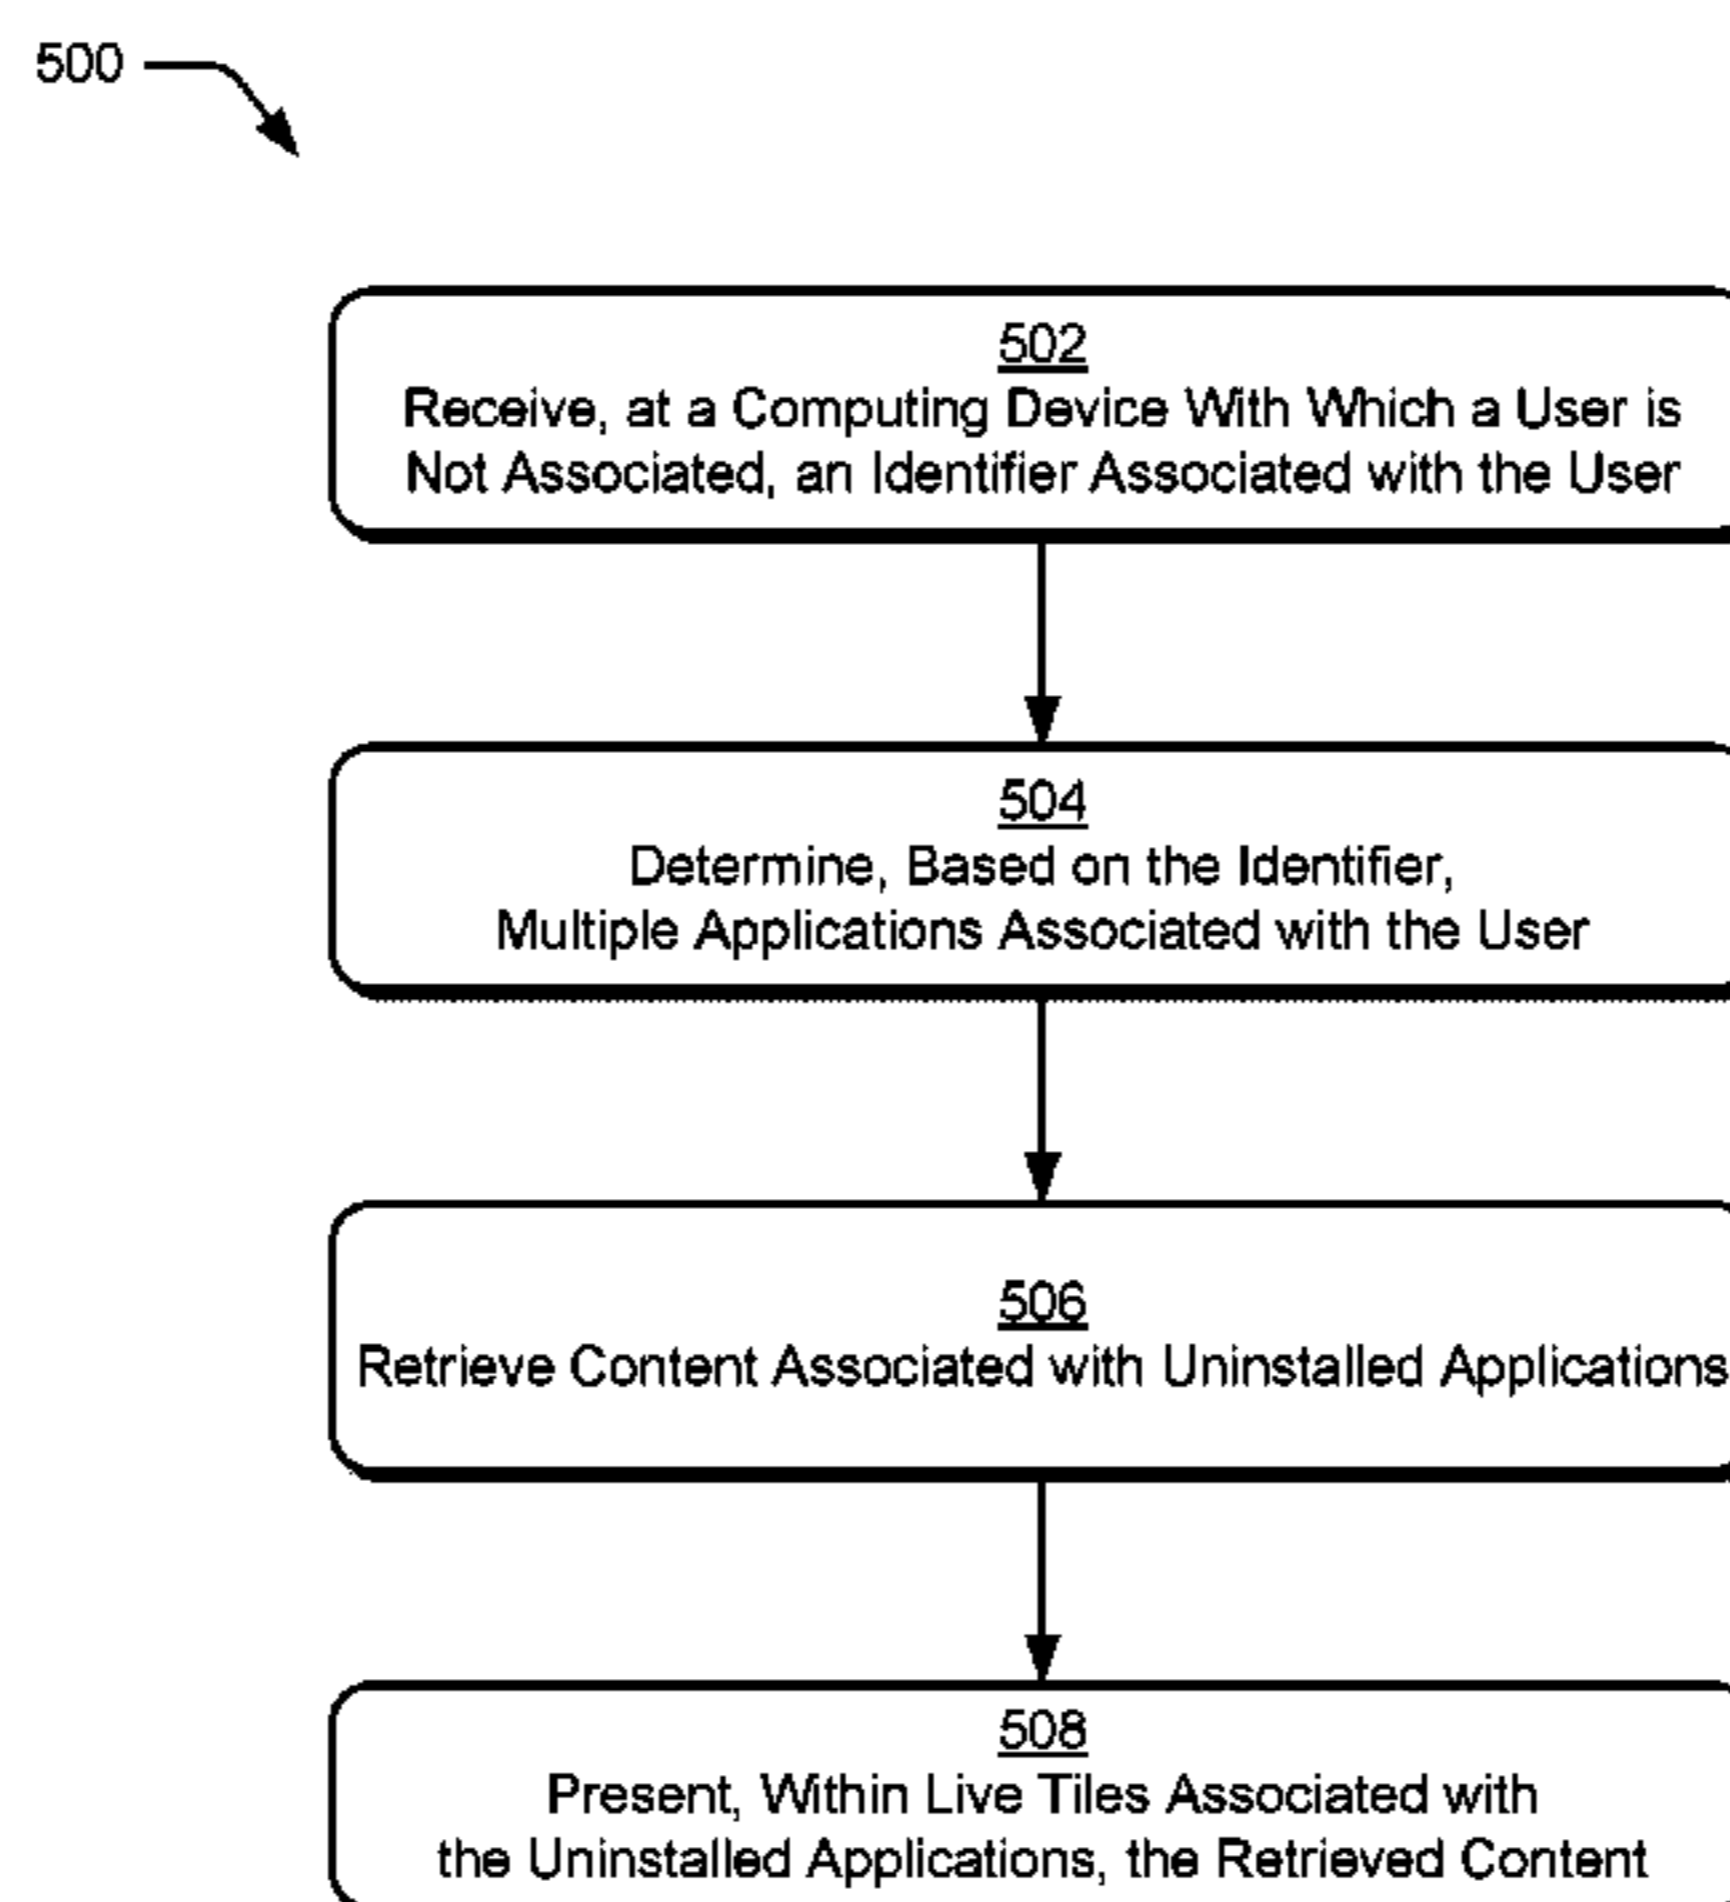 500
502
Receive, at a Computing Device With Which a User is
Not Associated, an Identifier Associated with the User
504
Determine, Based on the Identifier,
Multiple Applications Associated with the User
506
Retrieve Content Associated with Uninstalled Applications
508
Present, Within Live Tiles Associated with
the Uninstalled Applications, the Retrieved Content